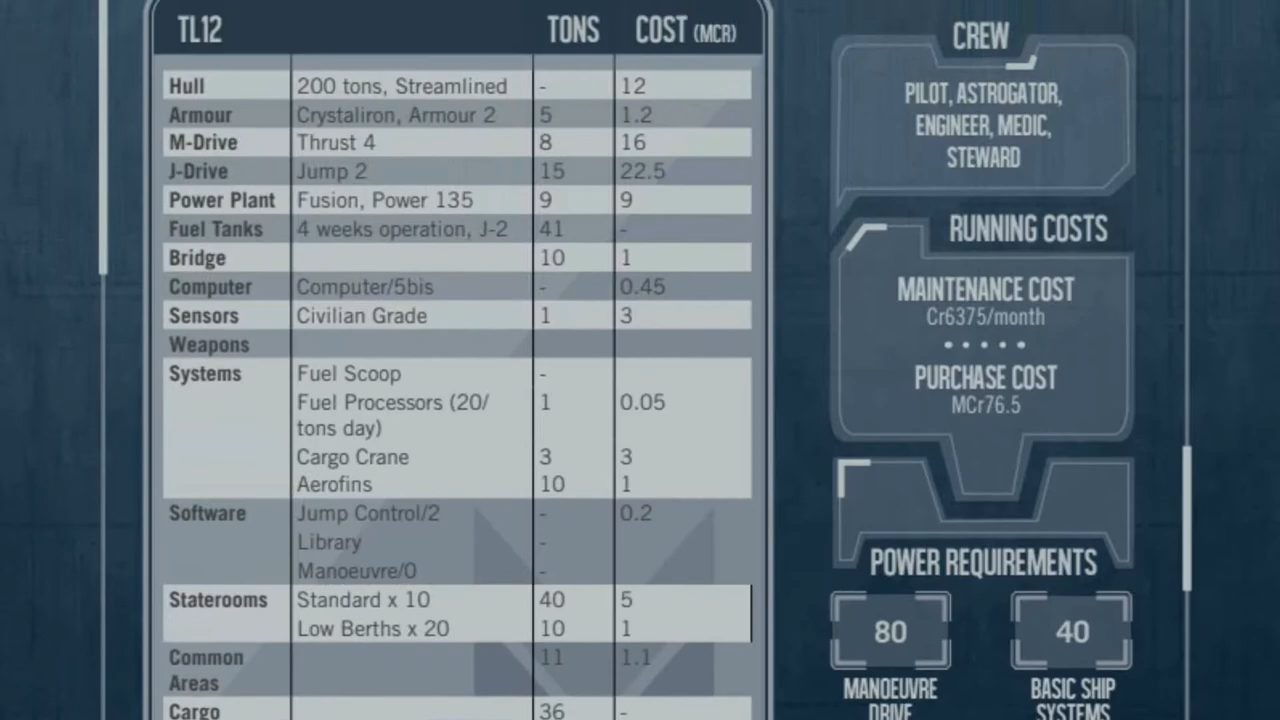 TL12 TONS COST (MCR)
Hull 200 tons, Streamlined - 12
Armour Crystaliron, Armour 2 5 1.2
M-Drive Thrust 4 8 16
J-Drive Jump 2 15 22.5
Power Plant Fusion, Power 135 9 9
Fuel Tanks 4 weeks operation, J-2 41 -
Bridge 10 1
Computer Computer/5bis - 0.45
Sensors Civilian Grade 1 3
Weapons
Systems Fuel Scoop -
Fuel Processors (20/ 1 0.05
tons day)
Cargo Crane 3 3
Aerofins 10 1
Software Jump Control/2 - 0.2
Library -
Manoeuvre/0 -
Staterooms Standard x 10 40 5
Low Berths x 20 10 1
Common 11 1.1
Areas
Cargo 36 -
CREW
PILOT, ASTROGATOR,
ENGINEER, MEDIC,
STEWARD
RUNNING COSTS
MAINTENANCE COST
Cr6375/month
PURCHASE COST
MCr76.5
POWER REQUIREMENTS
80 40
MANOEUVRE BASIC SHIP
DRIVE SYSTEMS